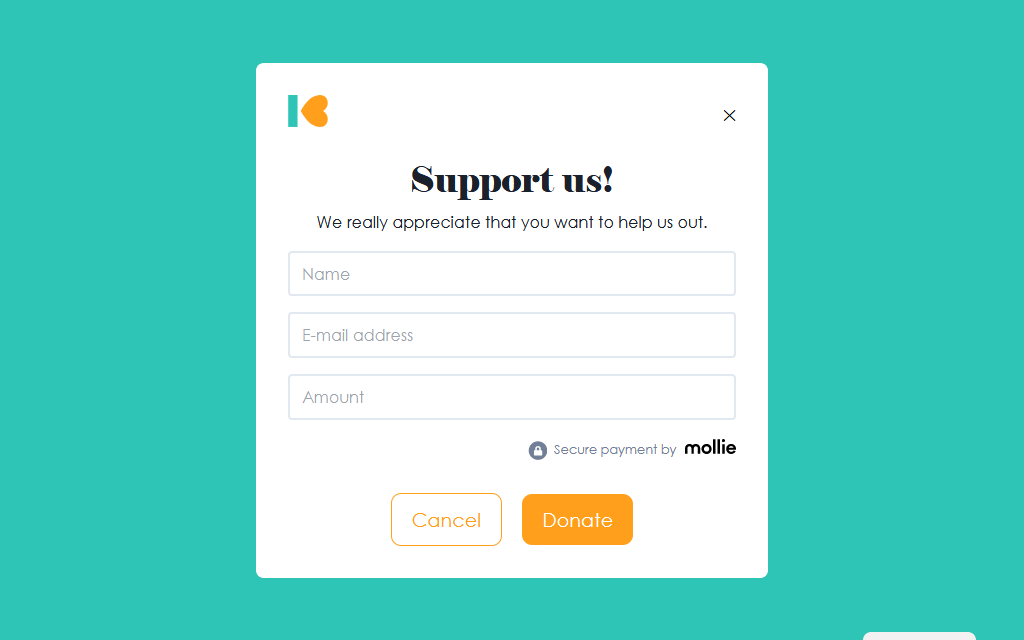 Support us!
We really appreciate that you want to help us out.
Name
E-mail address
Amount
Secure payment by mollie
Cancel
Donate